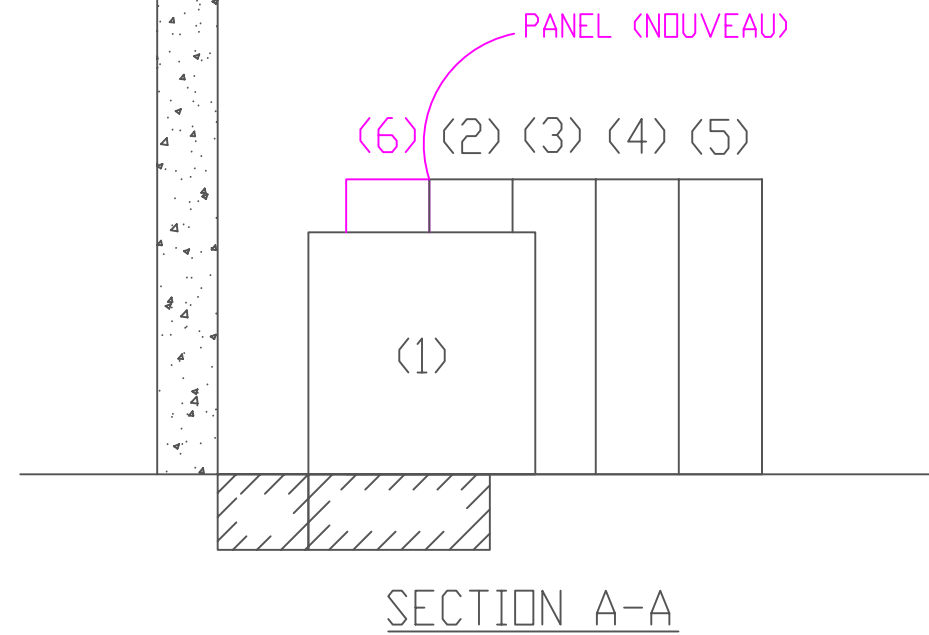 PANEL (NOUVEAU)
(6) (2) (3) (4) (5)
(1)
SECTION A-A